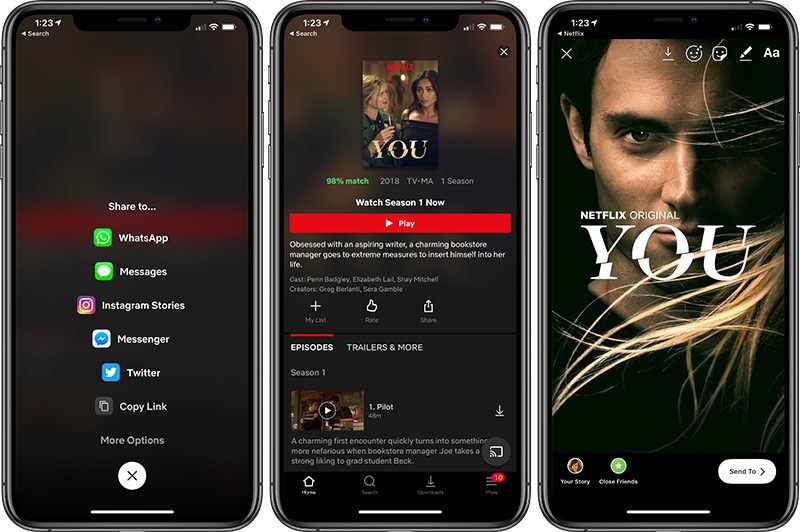 1:23
Search
Share to...
WhatsApp
Messages
Instagram Stories
Messenger
Twitter
Copy Link
More Options
1:23
Search
NETFLIX
YOU
98% match 2018 TV-MA 1 Season
Watch Season 1 Now
Play
Obsessed with an aspiring writer, a charming bookstore
manager goes to extreme measures to insert himself into her
life.
Cast: Penn Badgley, Elizabeth Lail, Shay Mitchell
Creators: Greg Berlanti, Sera Gamble
My List Rate Share
EPISODES TRAILERS & MORE
Season 1
1. Pilot
48m
A charming first encounter quickly turns into something
more nefarious when bookstore manager Joe takes a
strong liking to grad student Beck.
10
Home Search Downloads More
1:23
Netflix
Aa
NETFLIX ORIGINAL
YOU
Your Story Close Friends
Send To